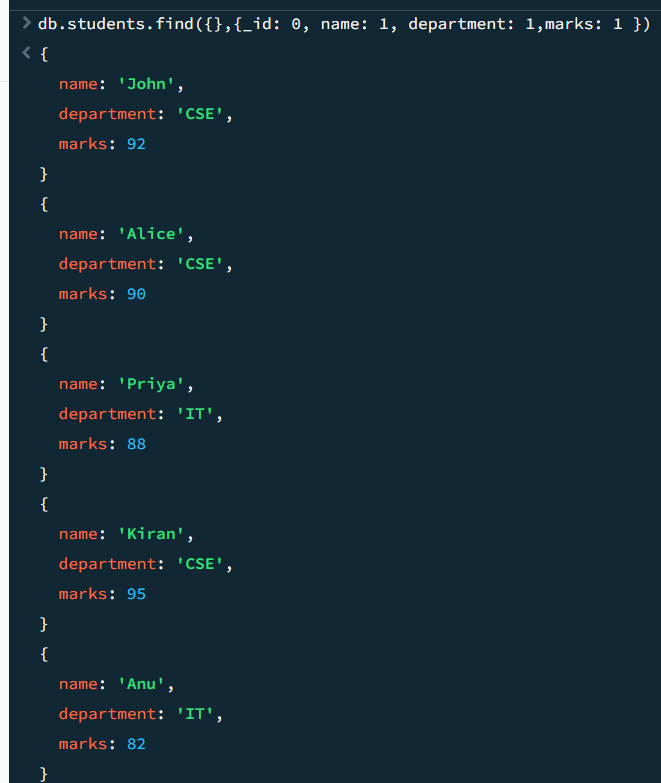 > db.students.find({},{_id: 0, name: 1, department: 1,marks: 1 })
< {
name: 'John',
department: 'CSE',
marks: 92
}
{
name: 'Alice',
department: 'CSE',
marks: 90
}
{
name: 'Priya',
department: 'IT',
marks: 88
}
{
name: 'Kiran',
department: 'CSE',
marks: 95
}
{
name: 'Anu',
department: 'IT',
marks: 82
}